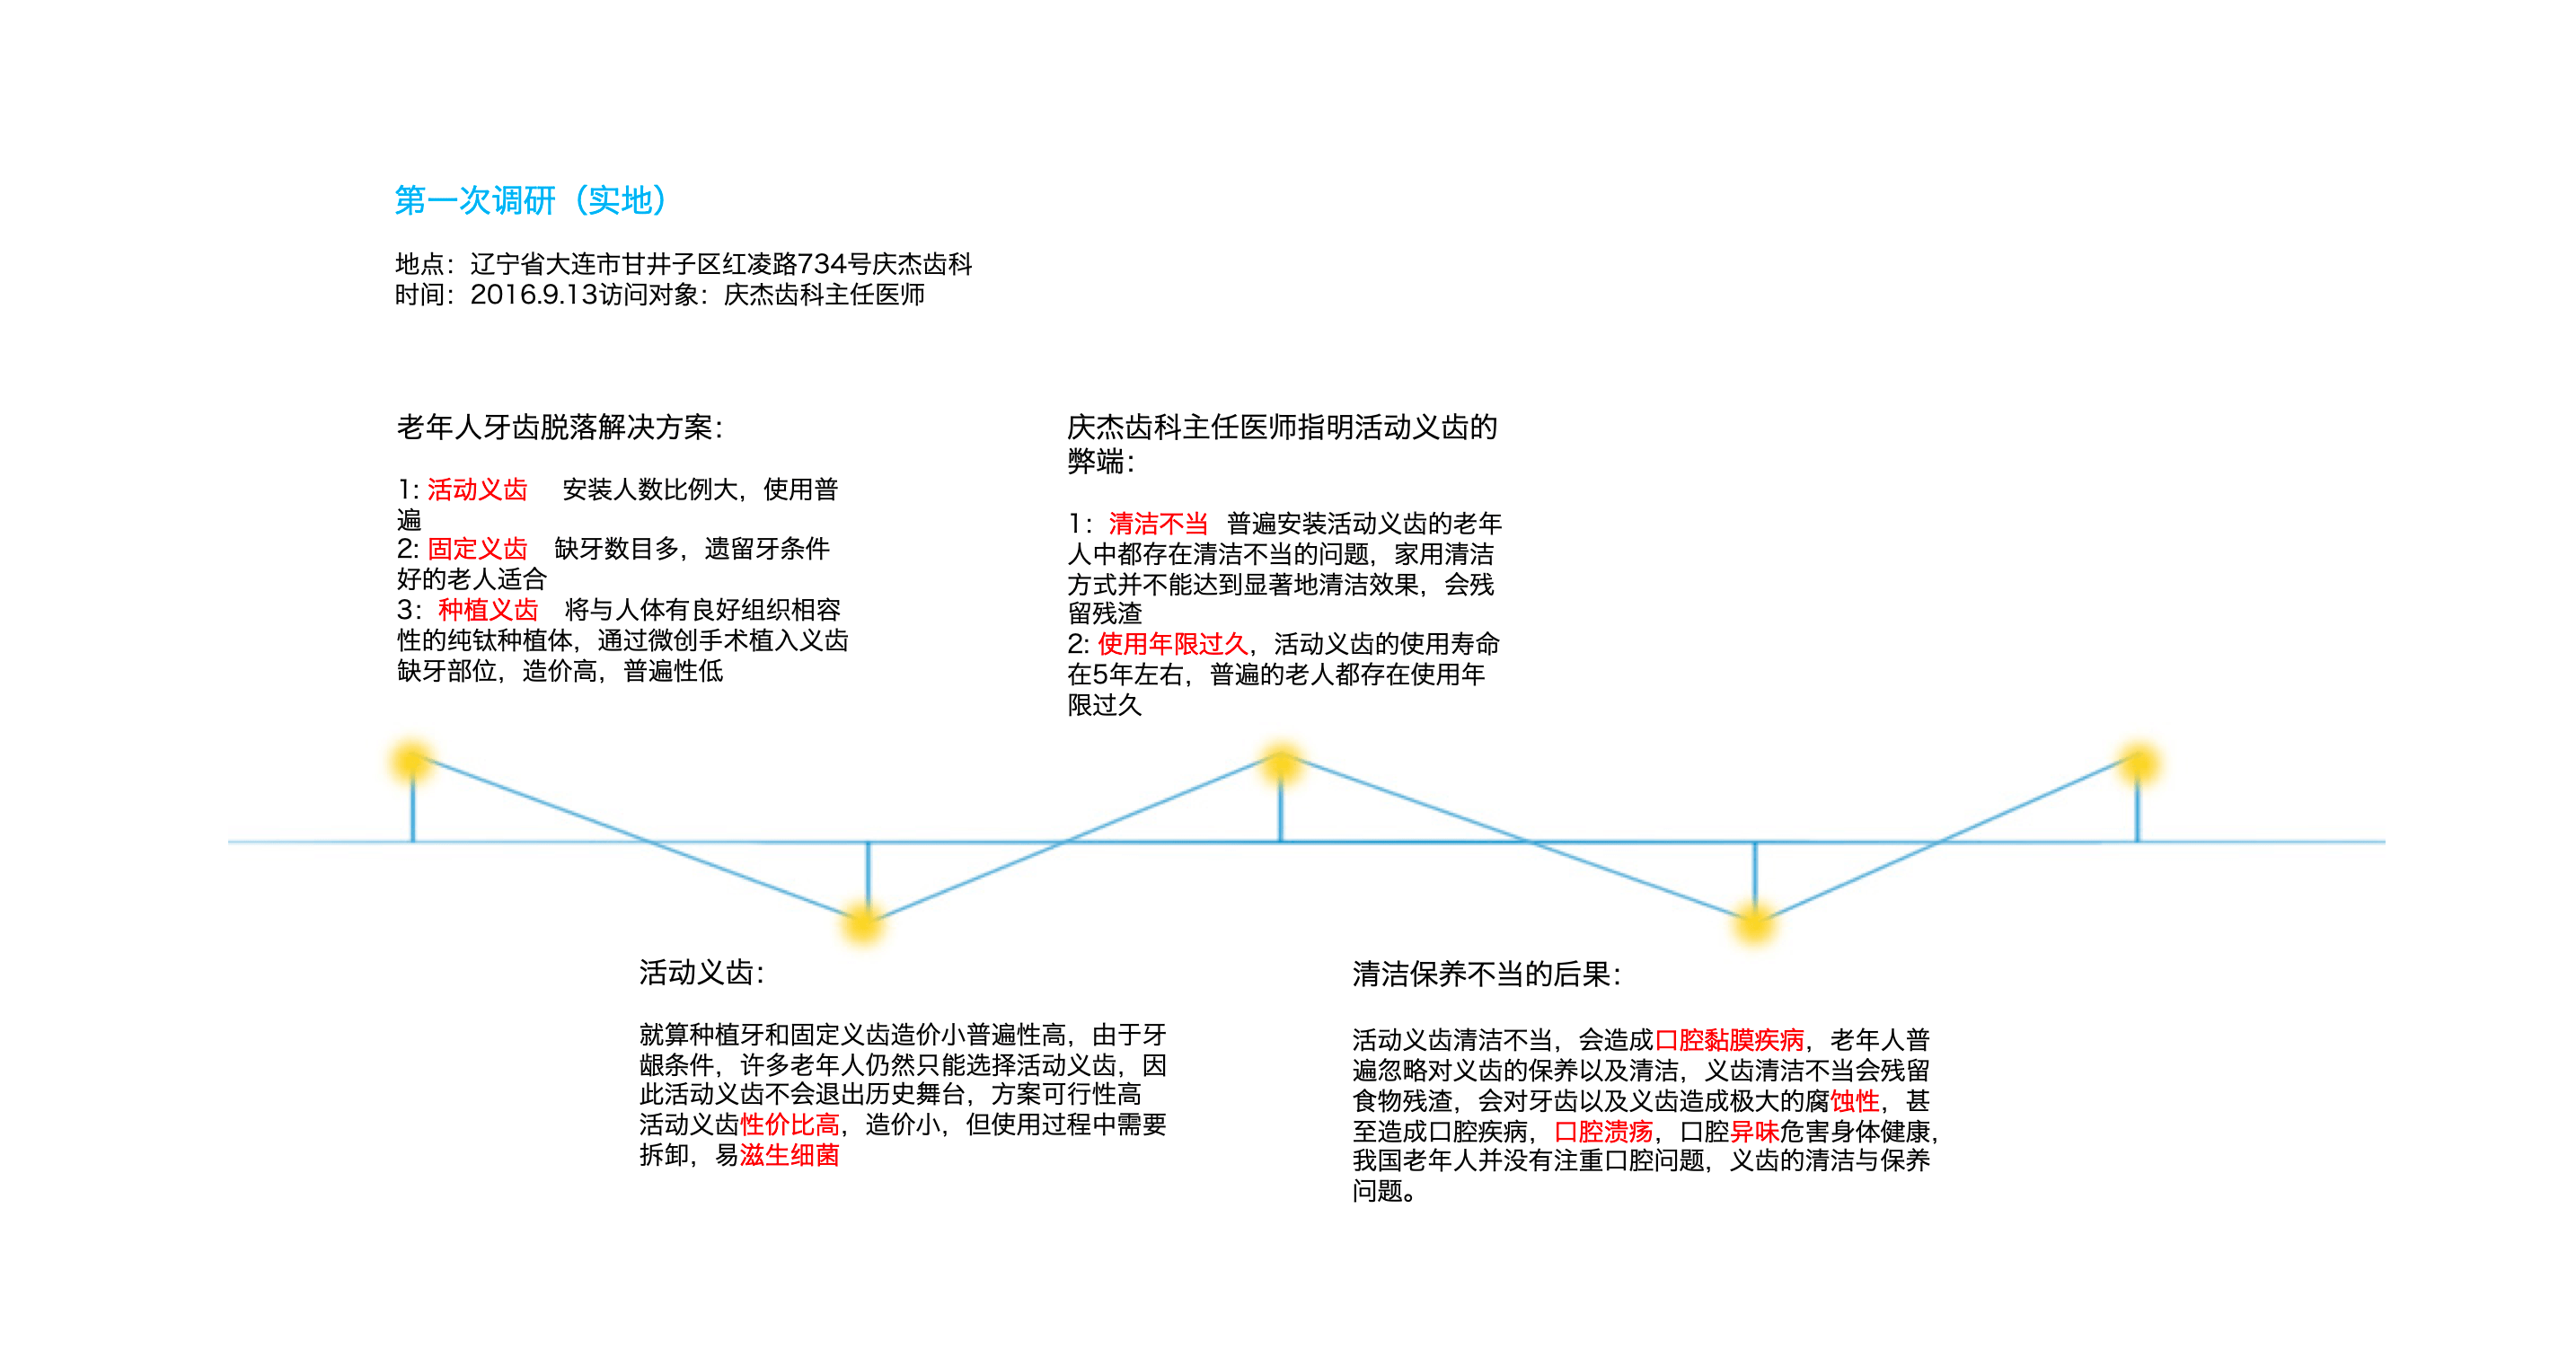 第一次调研（实地）
地点：辽宁省大连市甘井子区红凌路734号庆杰齿科
时间：2016.9.13访问对象：庆杰齿科主任医师
老年人牙齿脱落解决方案：
1: 活动义齿 安装人数比例大，使用普
遍
2: 固定义齿 缺牙数目多，遗留牙条件
好的老人适合
3：种植义齿 将与人体有良好组织相容
性的纯钛种植体，通过微创手术植入义齿
缺牙部位，造价高，普遍性低
庆杰齿科主任医师指明活动义齿的
弊端：
1：清洁不当 普遍安装活动义齿的老年
人中都存在清洁不当的问题，家用清洁
方式并不能达到显著地清洁效果，会残
留残渣
2: 使用年限过久，活动义齿的使用寿命
在5年左右，普遍的老人都存在使用年
限过久
活动义齿：
就算种植牙和固定义齿造价小普遍性高，由于牙
龈条件，许多老年人仍然只能选择活动义齿，因
此活动义齿不会退出历史舞台，方案可行性高
活动义齿性价比高，造价小，但使用过程中需要
拆卸，易滋生细菌
清洁保养不当的后果：
活动义齿清洁不当，会造成口腔黏膜疾病，老年人普
遍忽略对义齿的保养以及清洁，义齿清洁不当会残留
食物残渣，会对牙齿以及义齿造成极大的腐蚀性，甚
至造成口腔疾病，口腔溃疡，口腔异味危害身体健康，
我国老年人并没有注重口腔问题，义齿的清洁与保养
问题。